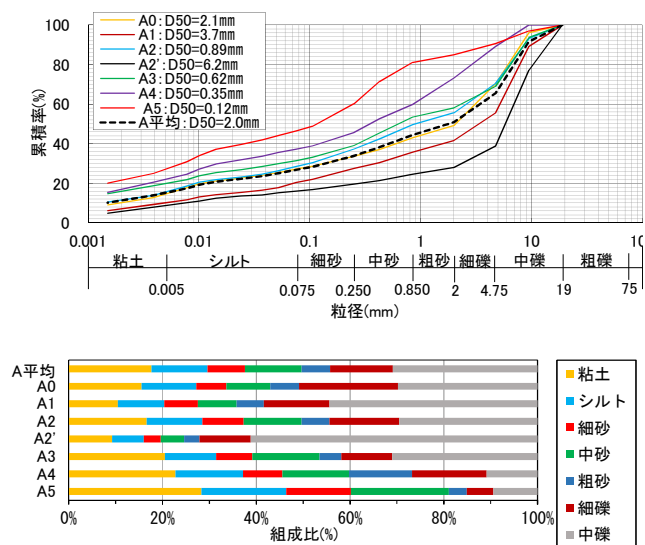 100
80
60
40
20
0
累積率(%)
A0:D50=2.1mm
A1:D50=3.7mm
A2:D50=0.89mm
A2':D50=6.2mm
A3:D50=0.62mm
A4:D50=0.35mm
A5:D50=0.12mm
A平均:D50=2.0mm
0.001 0.01 0.1 1 10 10
粘土 シルト 細砂 中砂 粗砂 細礫 中礫 粗礫
0.005 0.075 0.250 0.850 2 4.75 19 75
粒径(mm)
A平均
A0
A1
A2
A2'
A3
A4
A5
0% 20% 40% 60% 80% 100%
組成比(%)
粘土
シルト
細砂
中砂
粗砂
細礫
中礫